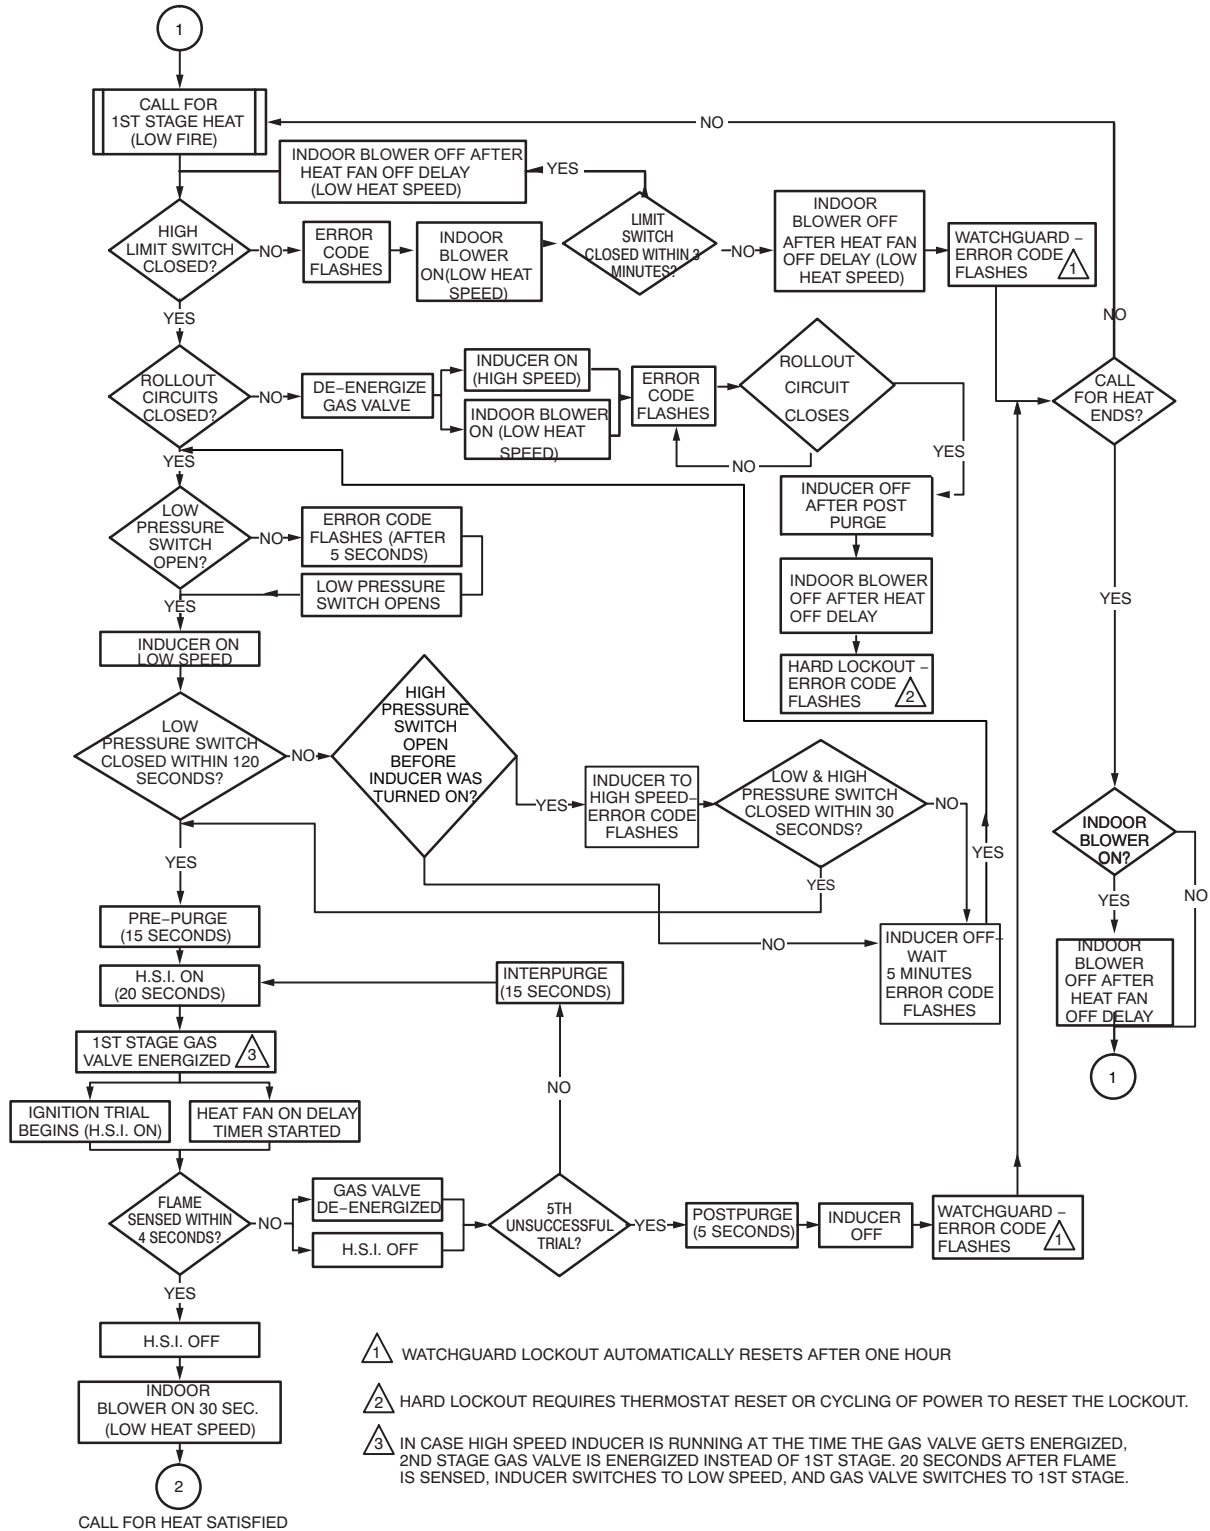 1
CALL FOR
1ST STAGE HEAT
(LOW FIRE)
NO
INDOOR BLOWER OFF AFTER
HEAT FAN OFF DELAY
(LOW HEAT SPEED)
YES
HIGH
LIMIT SWITCH
CLOSED?
NO
ERROR
CODE
FLASHES
INDOOR
BLOWER
ON(LOW HEAT
SPEED)
LIMIT
SWITCH
CLOSED WITHIN 3
MINUTES?
NO
INDOOR
BLOWER OFF
AFTER HEAT FAN
OFF DELAY (LOW
HEAT SPEED)
WATCHGUARD –
ERROR CODE
FLASHES
1
NO
YES
ROLLOUT
CIRCUITS
CLOSED?
NO
DE–ENERGIZE
GAS VALVE
INDUCER ON
(HIGH SPEED)
INDOOR BLOWER
ON (LOW HEAT
SPEED)
ERROR
CODE
FLASHES
ROLLOUT
CIRCUIT
CLOSES
NO
YES
CALL
FOR HEAT
ENDS?
YES
INDUCER OFF
AFTER POST
PURGE
INDOOR BLOWER
OFF AFTER HEAT
OFF DELAY
HARD LOCKOUT –
ERROR CODE
FLASHES
2
YES
LOW
PRESSURE
SWITCH
OPEN?
NO
ERROR CODE
FLASHES (AFTER
5 SECONDS)
LOW PRESSURE
SWITCH OPENS
YES
INDUCER ON
LOW SPEED
LOW
PRESSURE SWITCH
CLOSED WITHIN 120
SECONDS?
NO
HIGH
PRESSURE
SWITCH
OPEN
BEFORE
INDUCER WAS
TURNED ON?
YES
INDUCER TO
HIGH SPEED–
ERROR CODE
FLASHES
LOW & HIGH
PRESSURE SWITCH
CLOSED WITHIN 30
SECONDS?
NO
YES
YES
INDOOR
BLOWER
ON?
YES
NO
YES
NO
INDUCER OFF–
WAIT
5 MINUTES
ERROR CODE
FLASHES
INDOOR
BLOWER
OFF AFTER
HEAT FAN
OFF DELAY
1
PRE–PURGE
(15 SECONDS)
H.S.I. ON
(20 SECONDS)
INTERPURGE
(15 SECONDS)
1ST STAGE GAS
VALVE ENERGIZED
3
NO
IGNITION TRIAL
BEGINS (H.S.I. ON)
HEAT FAN ON DELAY
TIMER STARTED
FLAME
SENSED WITHIN
4 SECONDS?
NO
GAS VALVE
DE–ENERGIZED
H.S.I. OFF
5TH
UNSUCCESSFUL
TRIAL?
YES
POSTPURGE
(5 SECONDS)
INDUCER
OFF
WATCHGUARD –
ERROR CODE
FLASHES
1
YES
H.S.I. OFF
INDOOR
BLOWER ON 30 SEC.
(LOW HEAT SPEED)
2
CALL FOR HEAT SATISFIED
1 WATCHGUARD LOCKOUT AUTOMATICALLY RESETS AFTER ONE HOUR
2 HARD LOCKOUT REQUIRES THERMOSTAT RESET OR CYCLING OF POWER TO RESET THE LOCKOUT.
3 IN CASE HIGH SPEED INDUCER IS RUNNING AT THE TIME THE GAS VALVE GETS ENERGIZED,
2ND STAGE GAS VALVE IS ENERGIZED INSTEAD OF 1ST STAGE. 20 SECONDS AFTER FLAME
IS SENSED, INDUCER SWITCHES TO LOW SPEED, AND GAS VALVE SWITCHES TO 1ST STAGE.